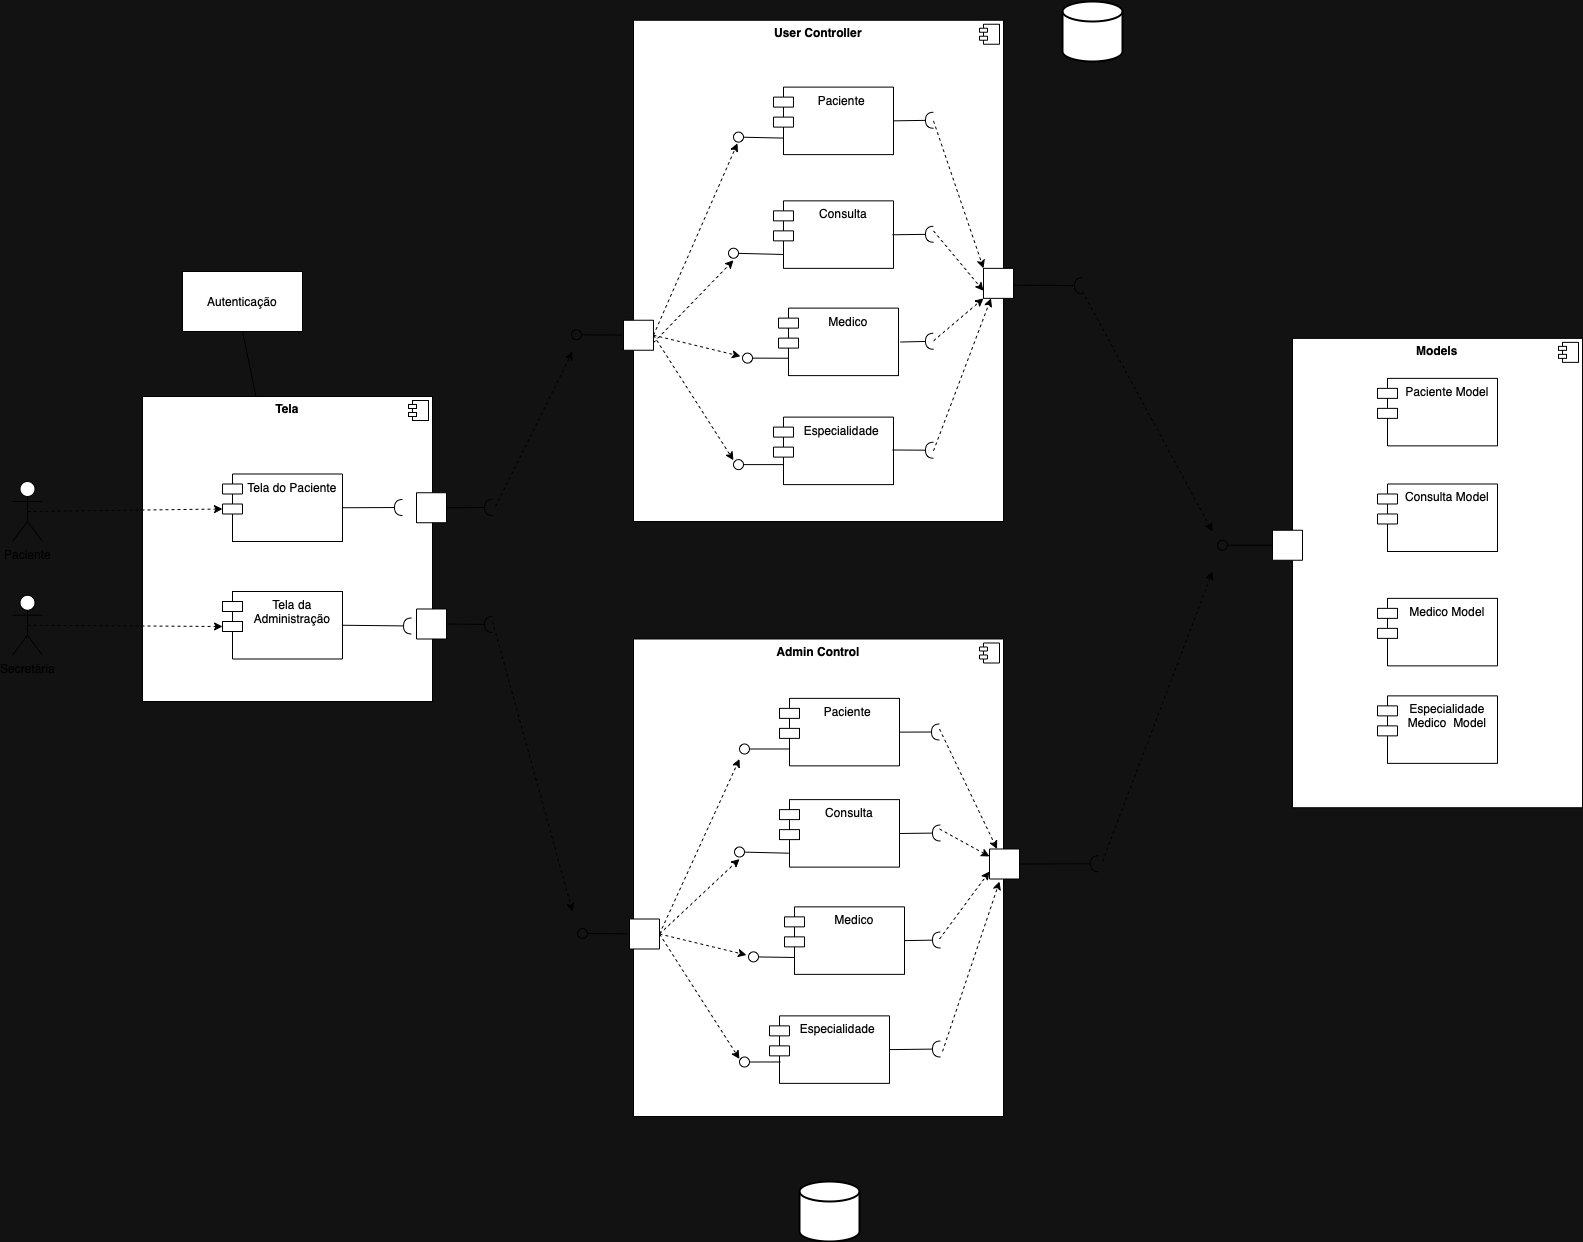 User Controller
Paciente
Consulta
Medico
Especialidade
Autenticação
Tela
Tela do Paciente
Tela da
Administração
Paciente
Secretária
Admin Control
Paciente
Consulta
Medico
Especialidade
Models
Paciente Model
Consulta Model
Medico Model
Especialidade
Medico Model